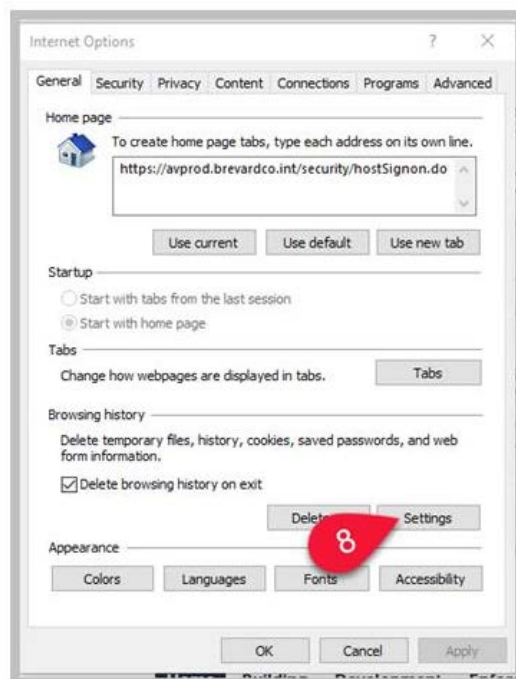 Internet Options
General Security Privacy Content Connections Programs Advanced
Home page
To create home page tabs, type each address on its own line.
https://avprod.brevardco.int/security/hostSignon.do
Use current Use default Use new tab
Startup
Start with tabs from the last session
Start with home page
Tabs
Change how webpages are displayed in tabs.
Tabs
Browsing history
Delete temporary files, history, cookies, saved passwords, and web
form information.
Delete browsing history on exit
Delete Settings
8
Appearance
Colors Languages Fonts Accessibility
OK Cancel Apply